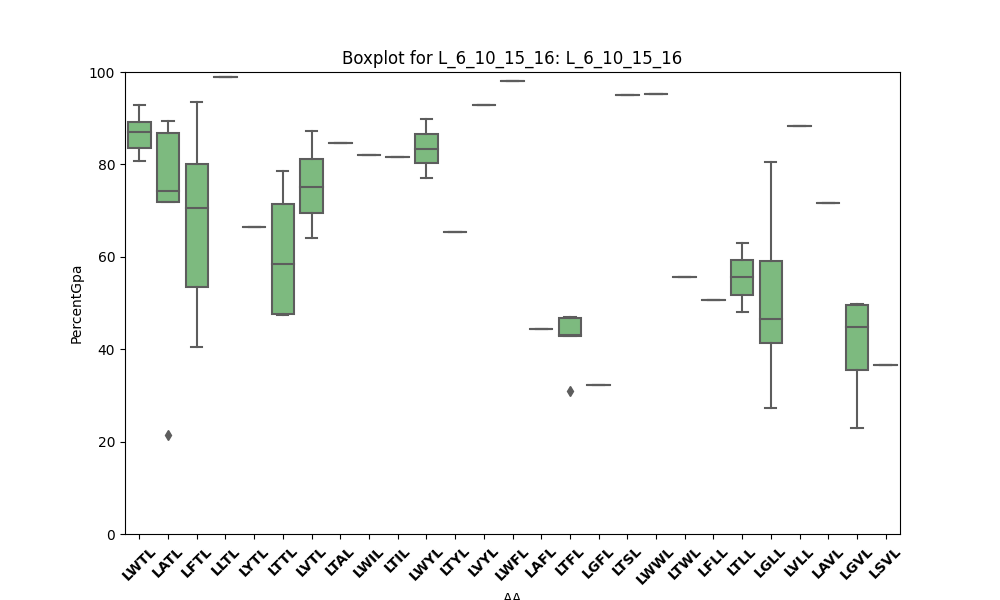 Boxplot for L_6_10_15_16: L_6_10_15_16
PercentGpa
100
80
60
40
20
0
LWTL LATL LFTL LLTL LYTL LTTL LVTL LTAL LWIL LTIL LWYL LTYL LVYL LWFL LAFL LTFL LGFL LTSL LWWL LTWL LFLL LTLL LGLL LVLL LAVL LGVL LSVL
AA